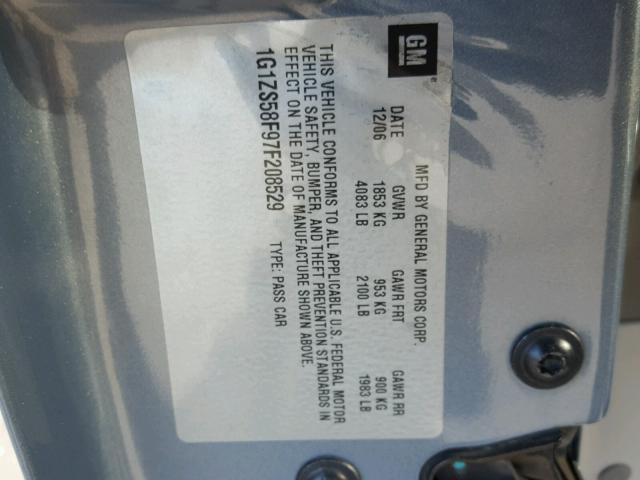 GM
MFD BY GENERAL MOTORS CORP.
DATE GVWR GAWR FRT GAWR RR
12/06 1853 KG 953 KG 900 KG
4083 LB 2100 LB 1983 LB
THIS VEHICLE CONFORMS TO ALL APPLICABLE U.S. FEDERAL MOTOR
VEHICLE SAFETY, BUMPER, AND THEFT PREVENTION STANDARDS IN
EFFECT ON THE DATE OF MANUFACTURE SHOWN ABOVE.
1G1ZS58F97F208529 TYPE: PASS CAR